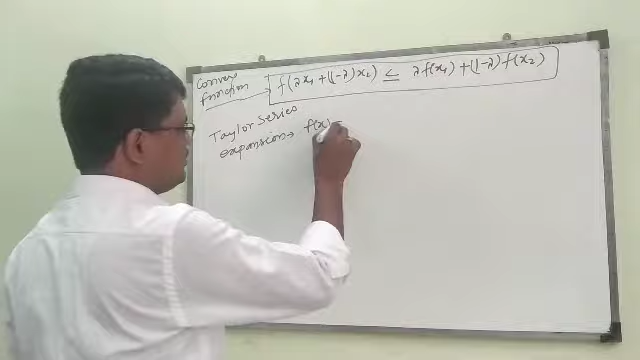 Convex
function → f(λx₁+(1-λ)x₂) ≤ λf(x₁)+(1-λ)f(x₂)
Taylor Series
expansion → f(x)